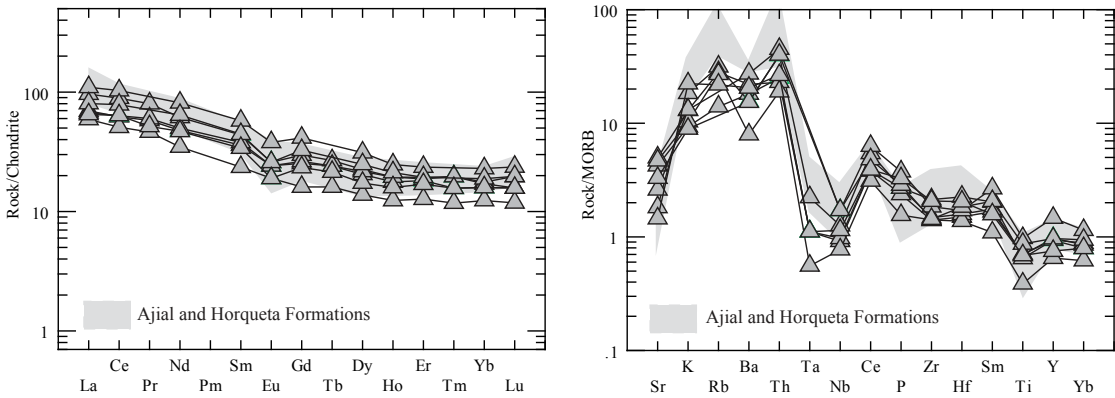 Rock/Chondrite
100
10
1
Ajial and Horqueta Formations
Ce Nd Sm Gd Dy Er Yb
La Pr Pm Eu Tb Ho Tm Lu
Rock/MORB
100
10
1
.1
Ajial and Horqueta Formations
K Ba Th Nb Ce Zr Sm Y
Sr Rb Ta P Hf Ti Yb